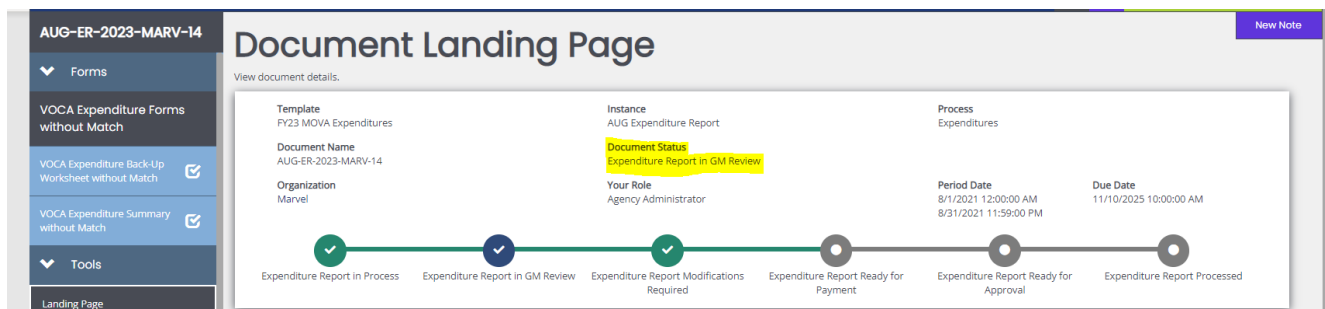 AUG-ER-2023-MARV-14
New Note
Document Landing Page
Forms
View document details.
VOCA Expenditure Forms
without Match
Template
FY23 MOVA Expenditures
Instance
AUG Expenditure Report
Process
Expenditures
VOCA Expenditure Back-Up
Worksheet without Match
Document Name
AUG-ER-2023-MARV-14
Document Status
Expenditure Report in GM Review
Organization
Marvel
Your Role
Agency Administrator
Period Date
8/1/2021 12:00:00 AM
8/31/2021 11:59:00 PM
Due Date
11/10/2025 10:00:00 AM
VOCA Expenditure Summary
without Match
Tools
Expenditure Report in Process
Expenditure Report in GM Review
Expenditure Report Modifications
Required
Expenditure Report Ready for
Payment
Expenditure Report Ready for
Approval
Expenditure Report Processed
Landing Page